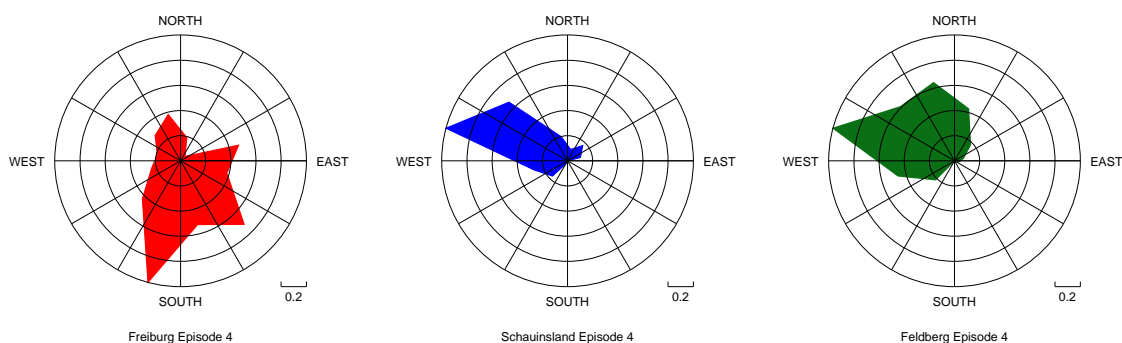 NORTH
WEST
EAST
SOUTH
0.2
Freiburg Episode 4
NORTH
WEST
EAST
SOUTH
0.2
Schauinsland Episode 4
NORTH
WEST
EAST
SOUTH
0.2
Feldberg Episode 4